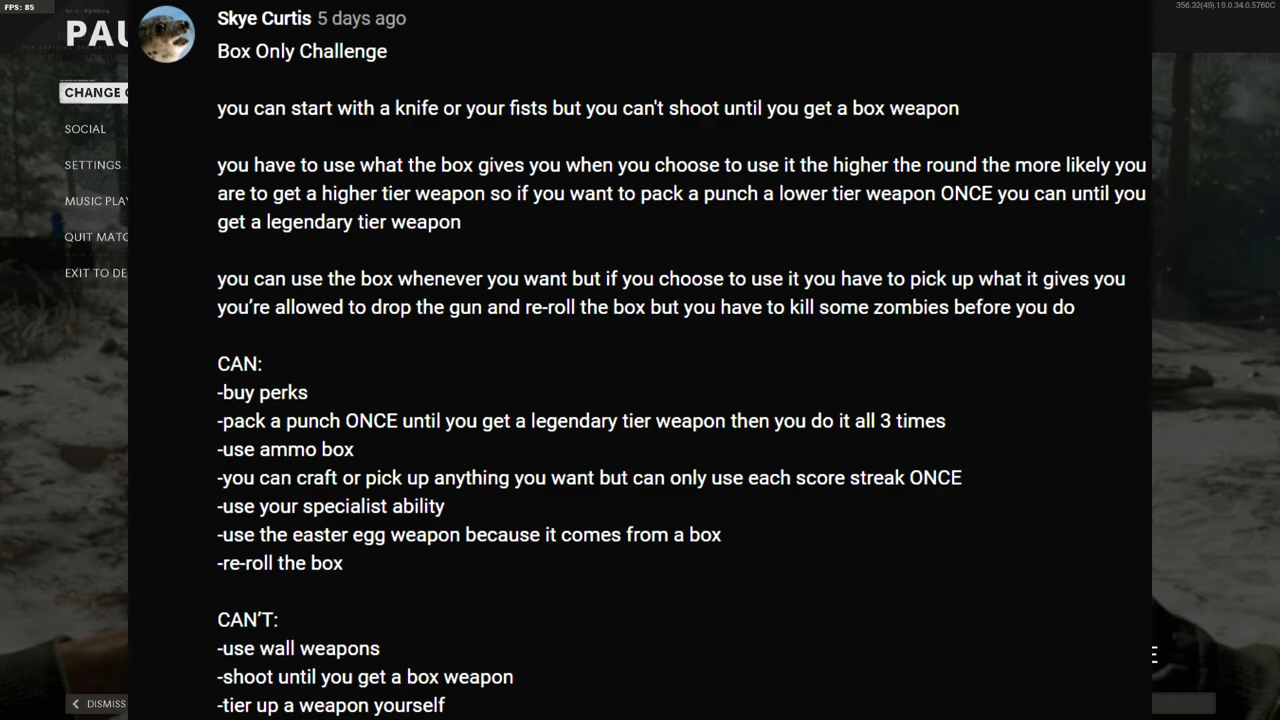 FPS: 85
356.32(49).19.0.34.0.5760C
PAU
CHANGE
SOCIAL
SETTINGS
MUSIC PLA
QUIT MATC
EXIT TO DE
DISMISS
Skye Curtis 5 days ago
Box Only Challenge
you can start with a knife or your fists but you can't shoot until you get a box weapon
you have to use what the box gives you when you choose to use it the higher the round the more likely you
are to get a higher tier weapon so if you want to pack a punch a lower tier weapon ONCE you can until you
get a legendary tier weapon
you can use the box whenever you want but if you choose to use it you have to pick up what it gives you
you're allowed to drop the gun and re-roll the box but you have to kill some zombies before you do
CAN:
-buy perks
-pack a punch ONCE until you get a legendary tier weapon then you do it all 3 times
-use ammo box
-you can craft or pick up anything you want but can only use each score streak ONCE
-use your specialist ability
-use the easter egg weapon because it comes from a box
-re-roll the box
CAN'T:
-use wall weapons
-shoot until you get a box weapon
-tier up a weapon yourself